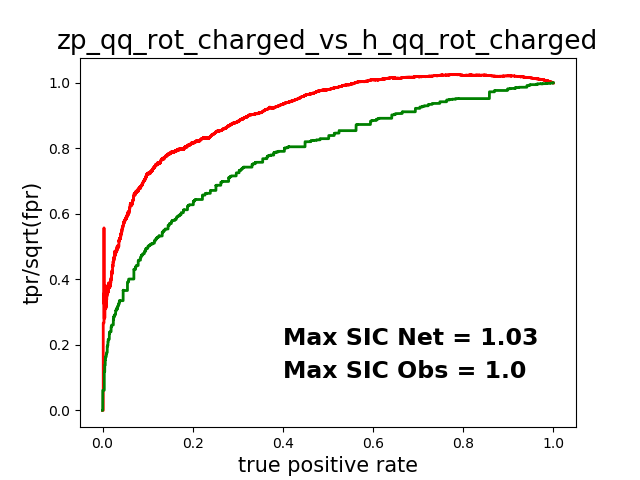 zp_qq_rot_charged_vs_h_qq_rot_charged
tpr/sqrt(fpr)
1.0
0.8
0.6
0.4
0.2
0.0
Max SIC Net = 1.03
Max SIC Obs = 1.0
0.0 0.2 0.4 0.6 0.8 1.0
true positive rate